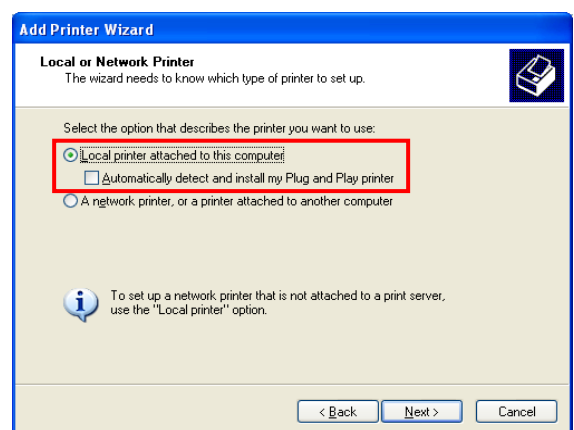 Add Printer Wizard
Local or Network Printer
The wizard needs to know which type of printer to set up.
Select the option that describes the printer you want to use:
Local printer attached to this computer
Automatically detect and install my Plug and Play printer
A network printer, or a printer attached to another computer
To set up a network printer that is not attached to a print server,
use the "Local printer" option.
< Back Next > Cancel